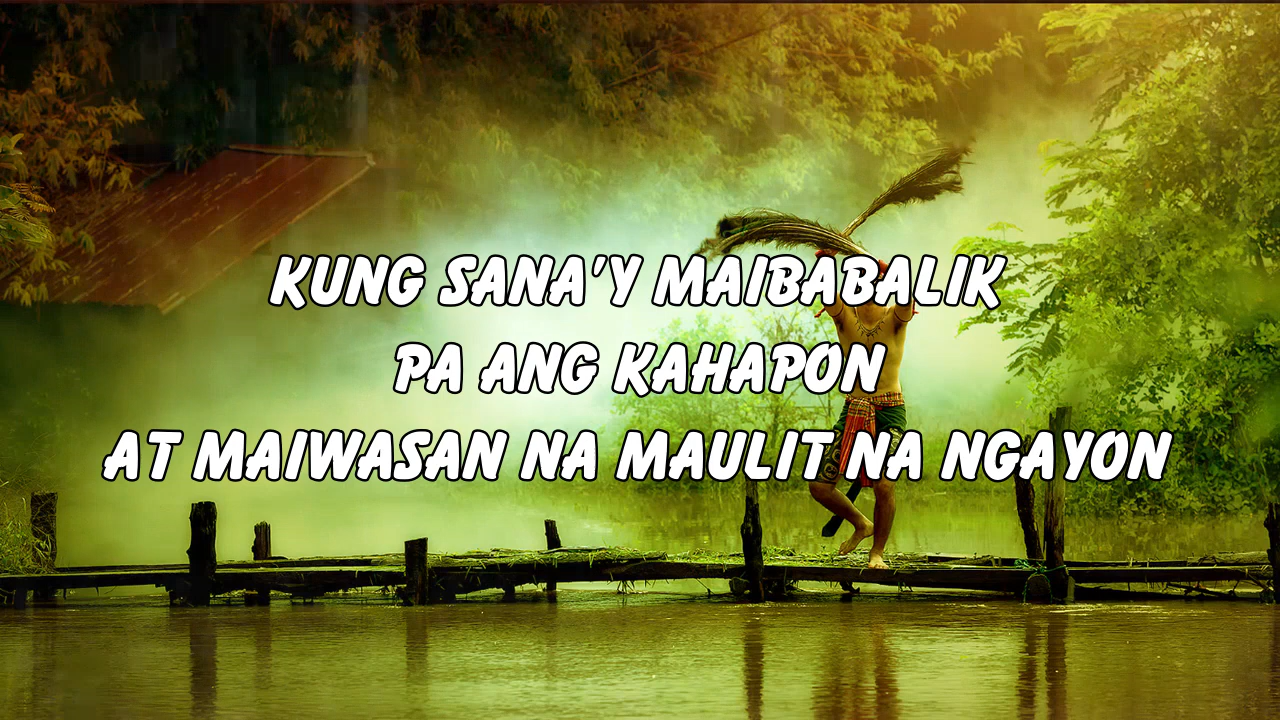 KUNG SANA'Y MAIBABALIK
PA ANG KAHAPON
AT MAIWASAN NA MAULIT NA NGAYON